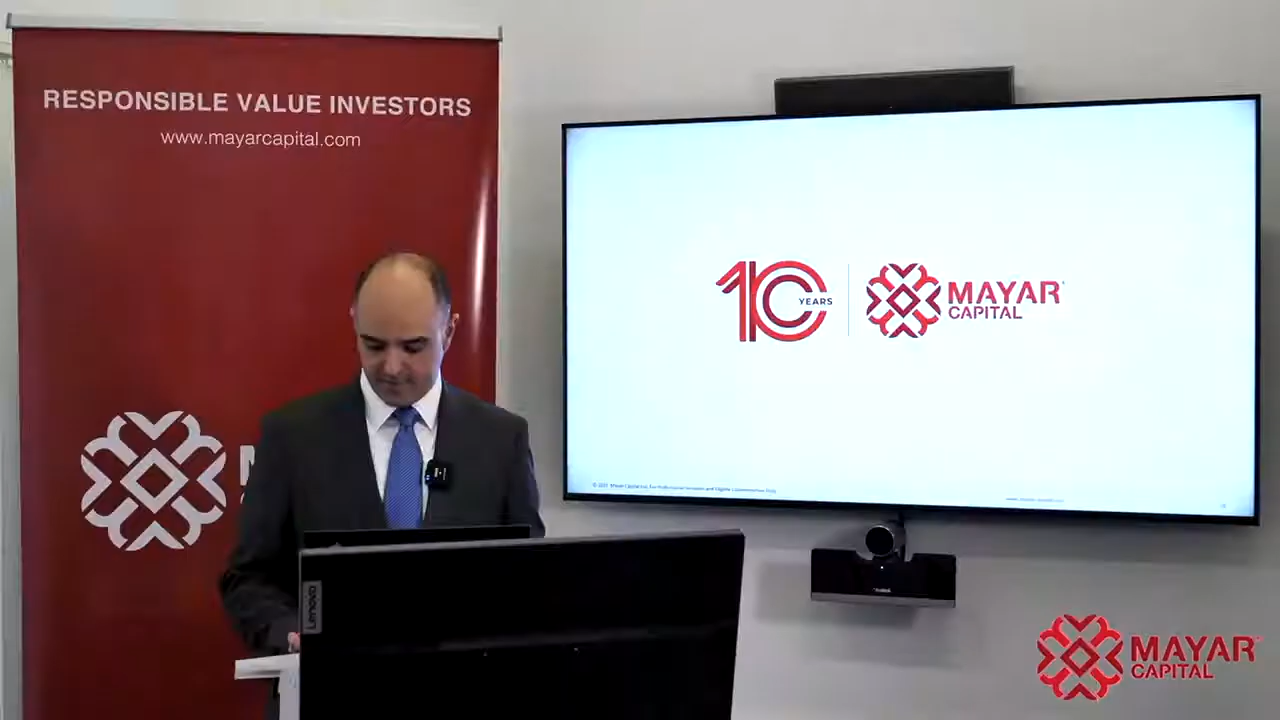 RESPONSIBLE VALUE INVESTORS
www.mayarcapital.com
10
YEARS
MAYAR
CAPITAL
Lenovo
MAYAR
CAPITAL